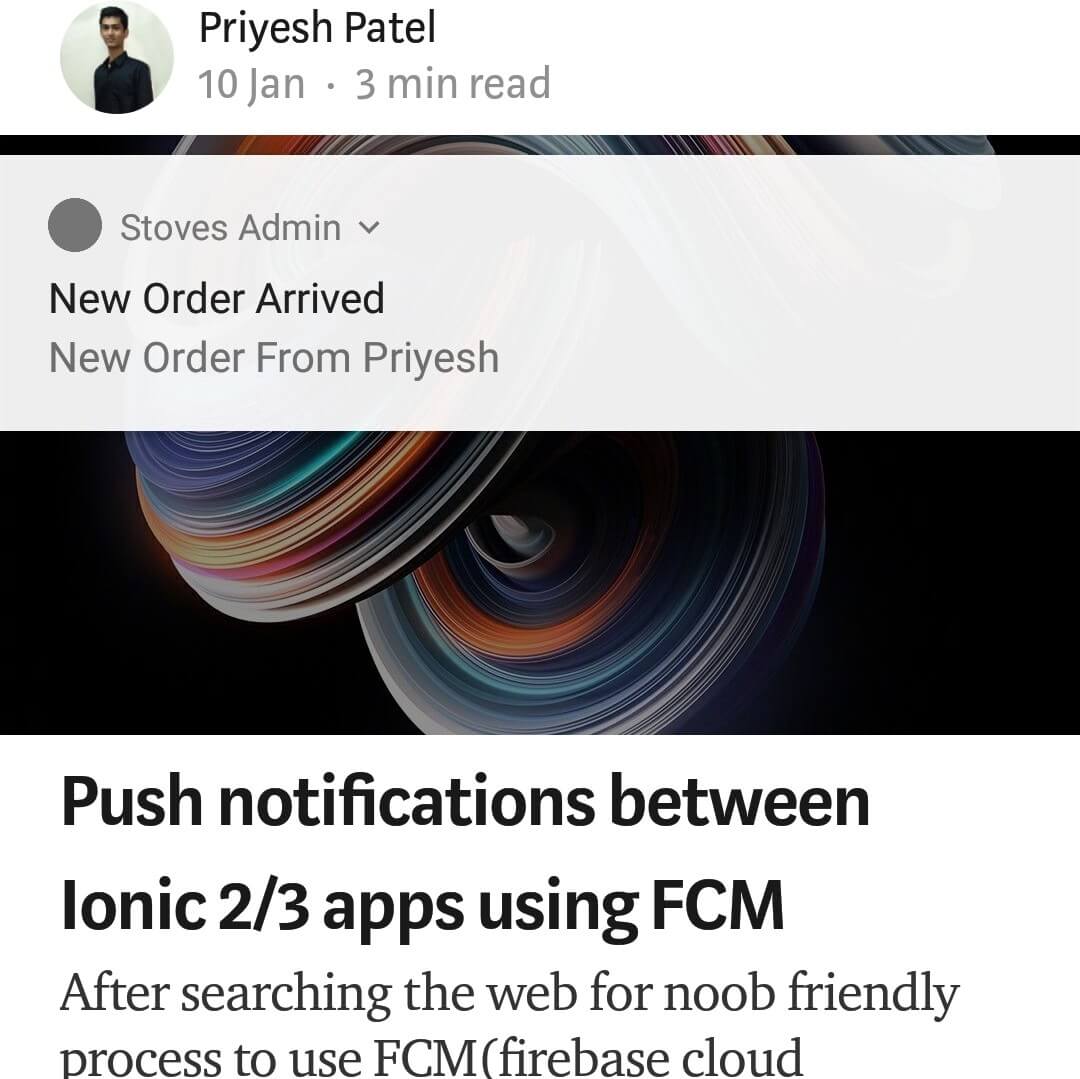 Priyesh Patel
10 Jan · 3 min read
Stoves Admin
New Order Arrived
New Order From Priyesh
Push notifications between
Ionic 2/3 apps using FCM
After searching the web for noob friendly
process to use FCM(firebase cloud